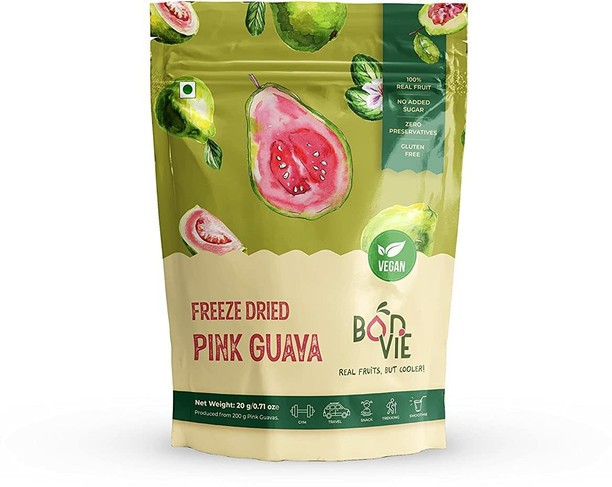 100%
REAL FRUIT
NO ADDED
SUGAR
ZERO
PRESERVATIVES
GLUTEN
FREE
VEGAN
FREEZE DRIED
PINK GUAVA
BON
VIE
REAL FRUITS, BUT COOLER!
Net Weight: 20 g/0.71 oze
Produced from 200 g Pink Guavas.
GYM
TRAVEL
SNACK
TREKKING
SMOOTHIE